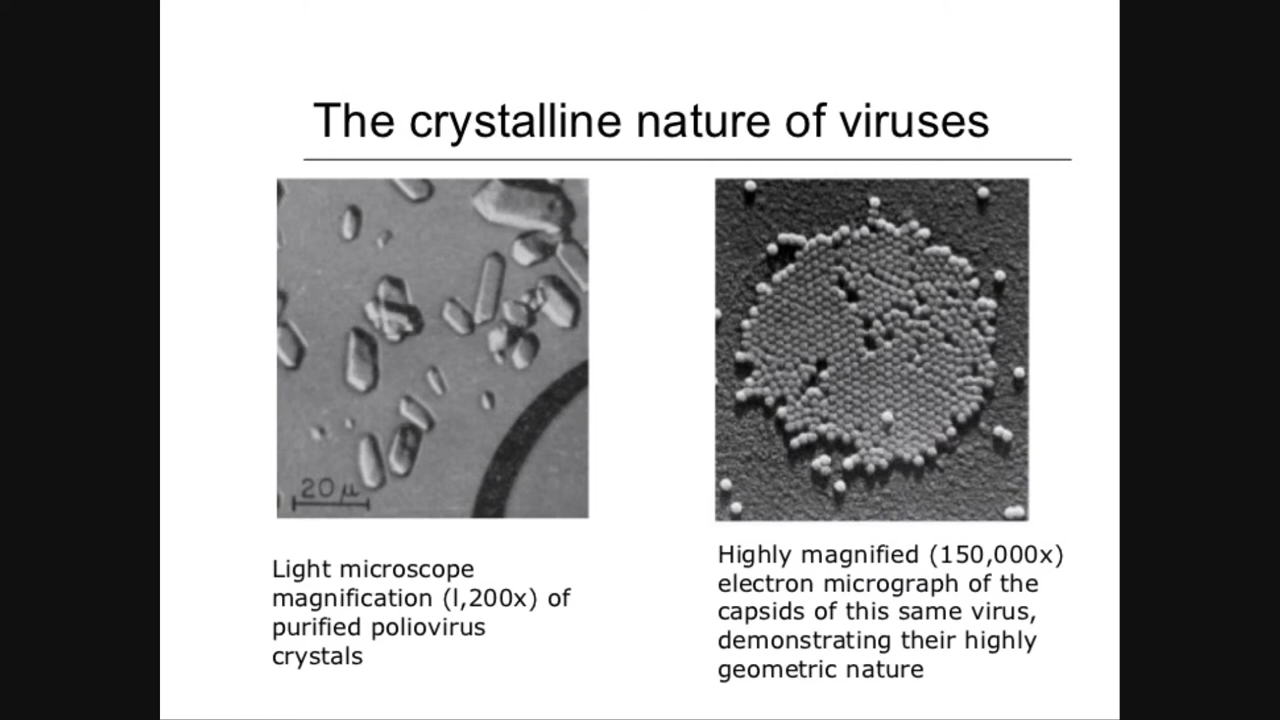 The crystalline nature of viruses
20 μ
Light microscope
magnification (l,200x) of
purified poliovirus
crystals
Highly magnified (150,000x)
electron micrograph of the
capsids of this same virus,
demonstrating their highly
geometric nature